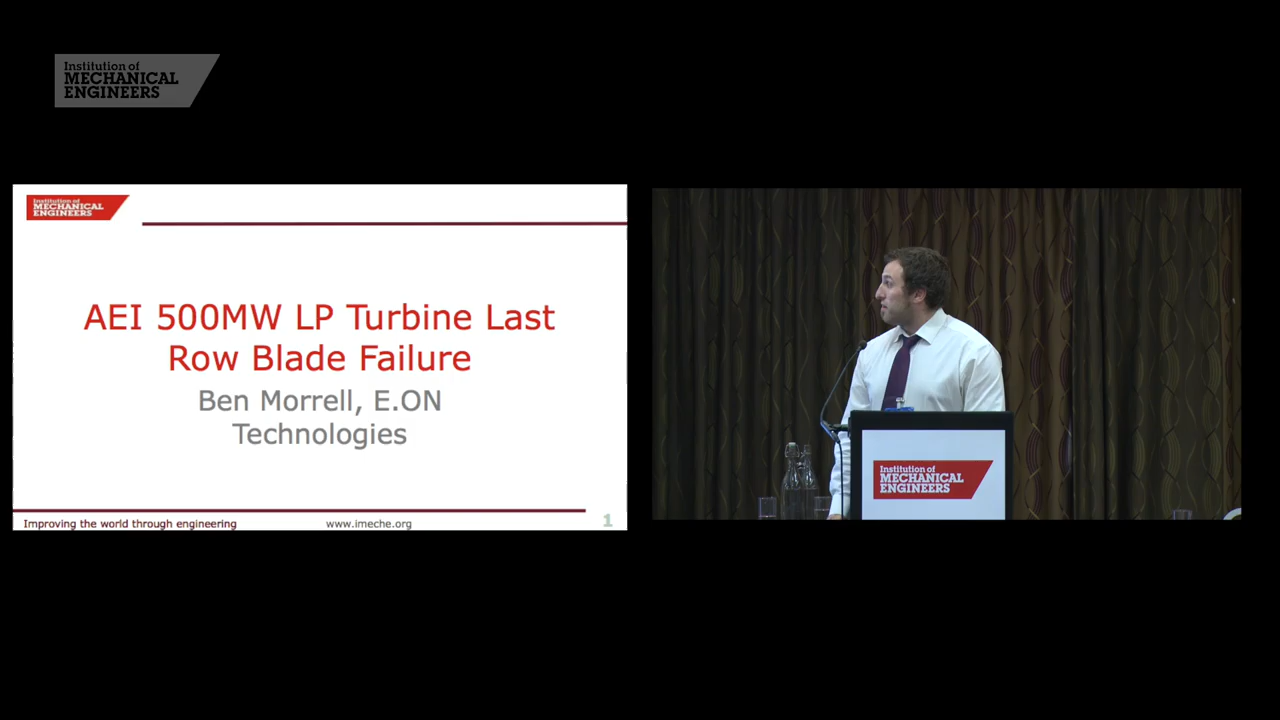 Institution of
MECHANICAL
ENGINEERS
Institution of
MECHANICAL
ENGINEERS
AEI 500MW LP Turbine Last
Row Blade Failure
Ben Morrell, E.ON
Technologies
Improving the world through engineering
www.imeche.org
1
Institution of
MECHANICAL
ENGINEERS